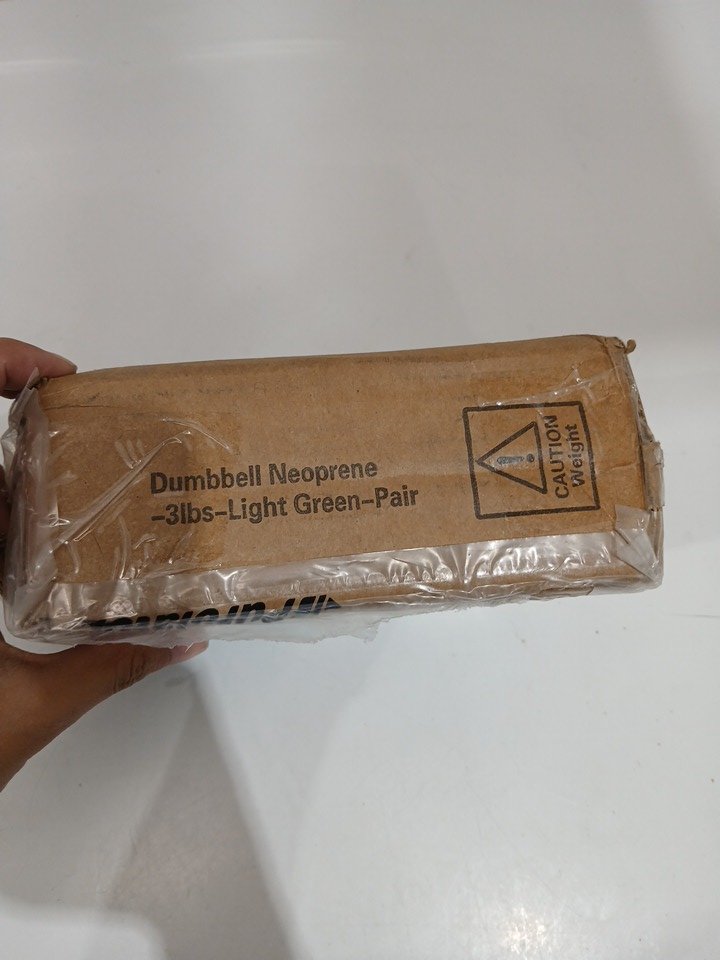 Dumbbell Neoprene
-3lbs-Light Green-Pair
CAUTION
Weight